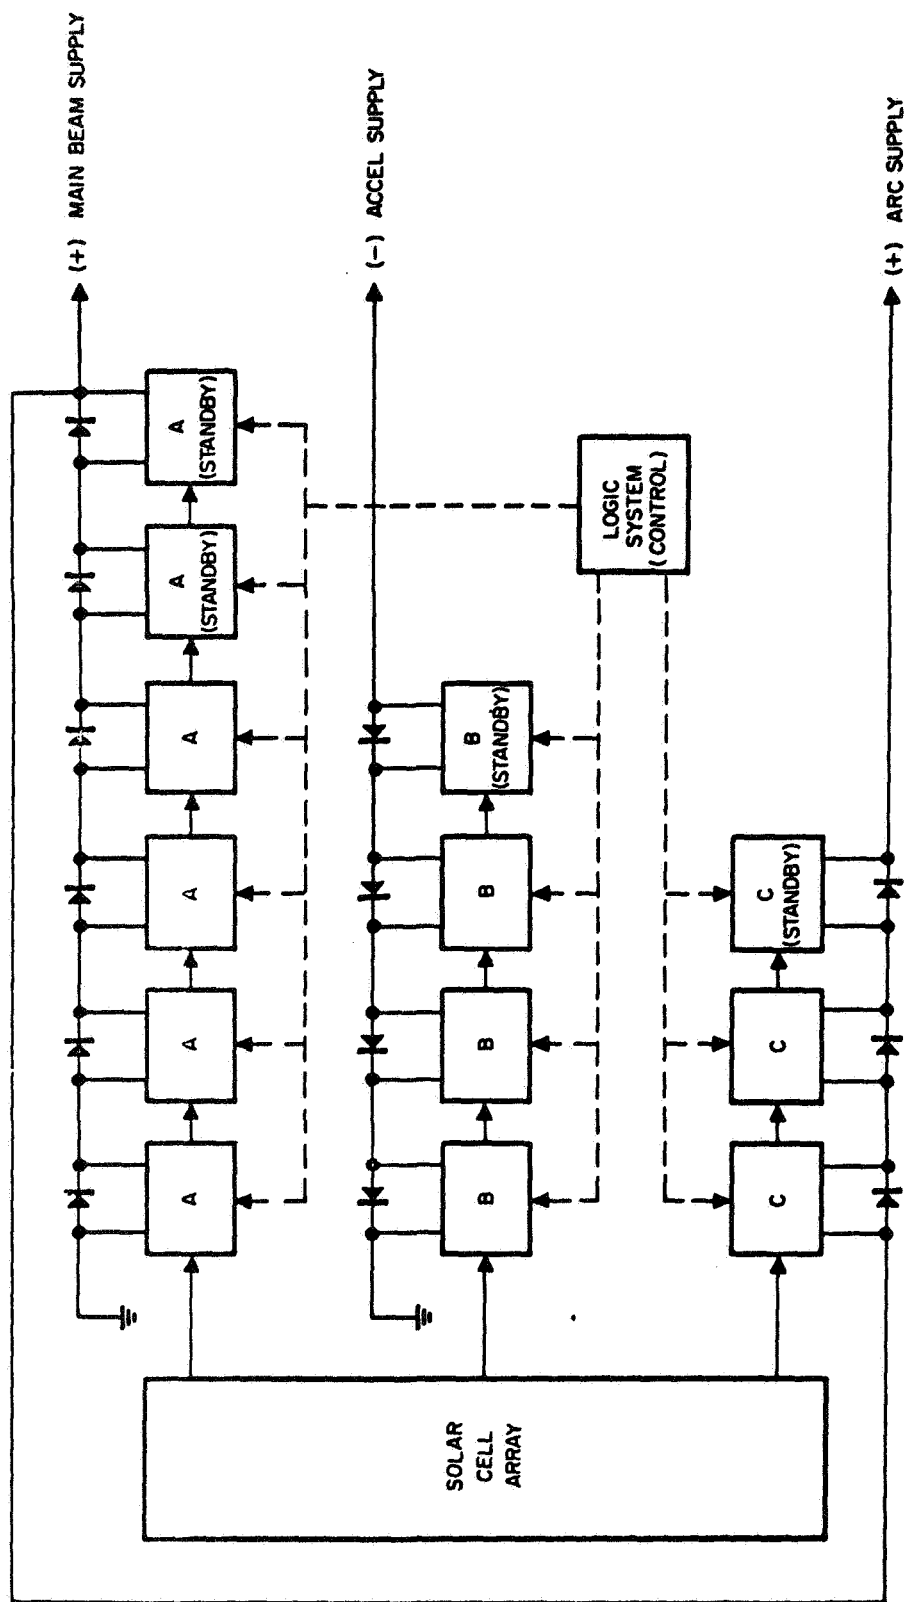 (+) MAIN BEAM SUPPLY
A
A
A
A
A
(STANDBY)
A
(STANDBY)
(-) ACCEL SUPPLY
B
B
B
B
(STANDBY)
LOGIC
SYSTEM
(CONTROL)
C
C
C
(STANDBY)
(+) ARC SUPPLY
SOLAR
CELL
ARRAY